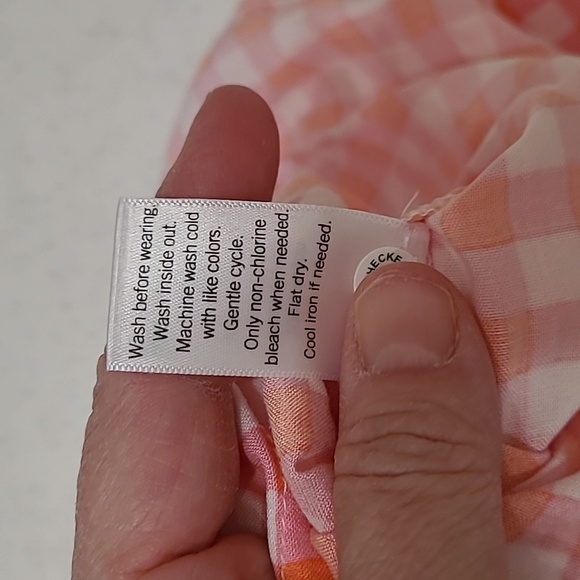 Wash before wearing.
Wash inside out.
Machine wash cold
with like colors.
Gentle cycle.
Only non-chlorine
bleach when needed.
Flat dry.
Cool iron if needed.